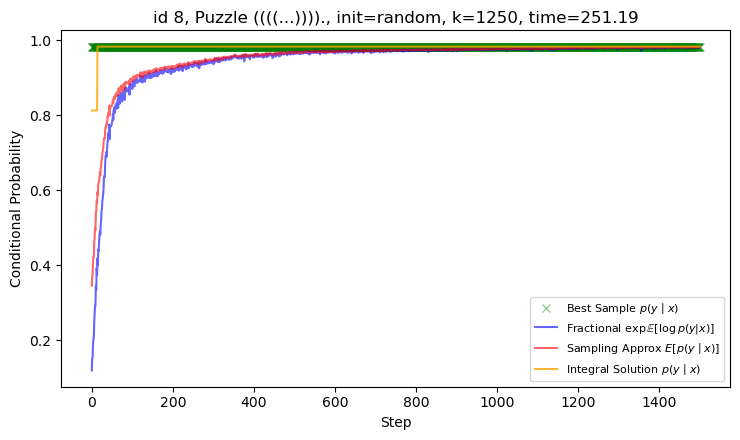 id 8, Puzzle ((((...))))., init=random, k=1250, time=251.19
Conditional Probability
1.0
0.8
0.6
0.4
0.2
Best Sample p(y | x)
Fractional exp𝔼[log p(y|x)]
Sampling Approx E[p(y | x)]
Integral Solution p(y | x)
0 200 400 600 800 1000 1200 1400
Step